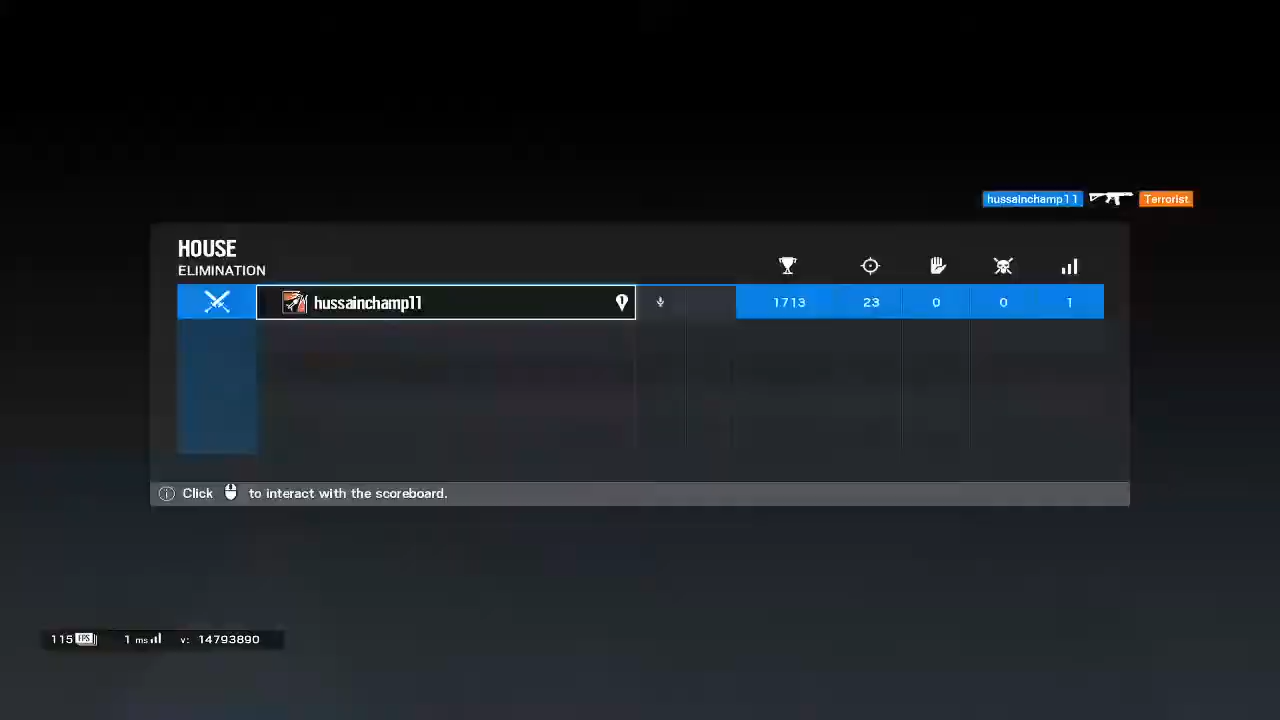 hussainchamp11 Terrorist
HOUSE
ELIMINATION
hussainchamp11 1713 23 0 0 1
Click to interact with the scoreboard.
115 FPS 1 ms v: 14793890